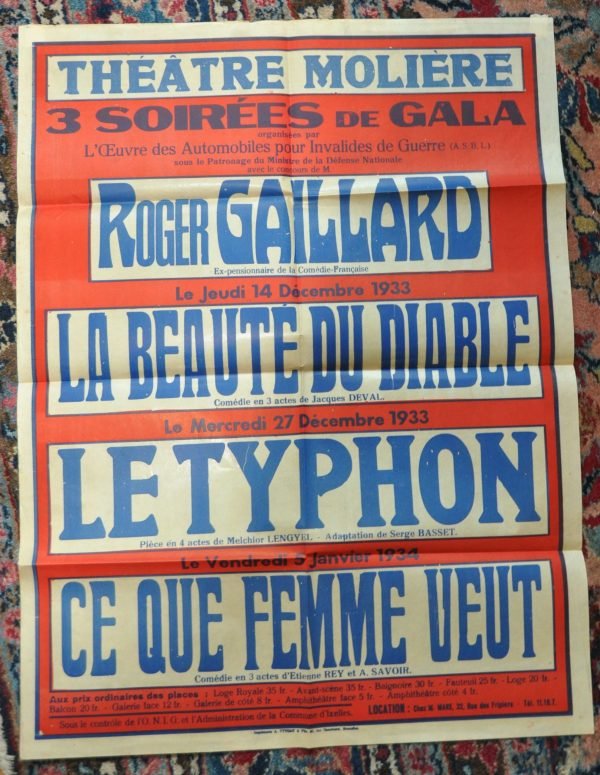 THÉÂTRE MOLIÈRE
3 SOIRÉES DE GALA
organisées par
L'Œuvre des Automobiles pour Invalides de Guerre (A.S.B.L.)
sous le Patronage du Ministre de la Défense Nationale
avec le concours de M.
ROGER GAILLARD
Ex-pensionnaire de la Comédie-Française
Le Jeudi 14 Décembre 1933
LA BEAUTÉ DU DIABLE
Comédie en 3 actes de Jacques DEVAL.
Le Mercredi 27 Décembre 1933
LE TYPHON
Pièce en 4 actes de Melchior LENGYEL - Adaptation de Serge BASSET.
Le Vendredi 5 Janvier 1934
CE QUE FEMME VEUT
Comédie en 3 actes d'Etienne REY et A. SAVOIR.
Aux prix ordinaires des places : Loge Royale 35 fr. - Avant-scène 35 fr. - Baignoire 30 fr. - Fauteuil 25 fr. - Loge 20 fr. -
Balcon 20 fr. - Galerie face 12 fr. - Galerie de côté 8 fr. - Amphithéâtre face 5 fr. - Amphithéâtre côté 4 fr.
LOCATION : Chez M. MAHE, 32, Rue des Fripiers. Tél.
Sous le contrôle de l'O.N.I.G. et l'Administration de la Commune d'Ixelles.